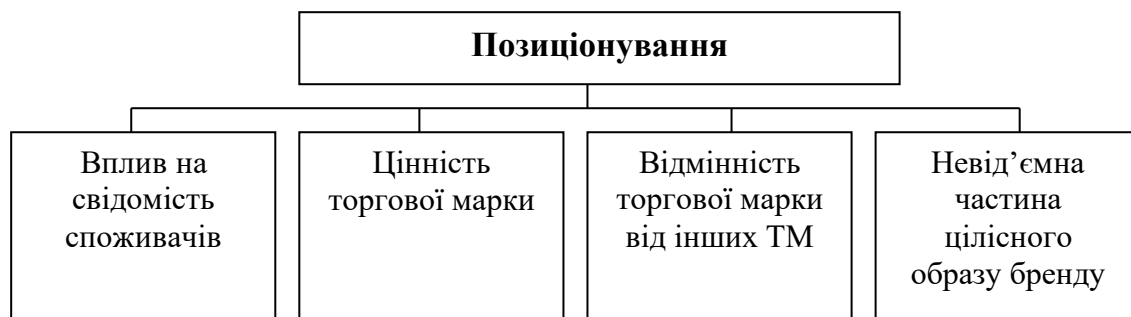 Позиціонування
Вплив на
свідомість
споживачів
Цінність
торгової марки
Відмінність
торгової марки
від інших ТМ
Невід’ємна
частина
цілісного
образу бренду